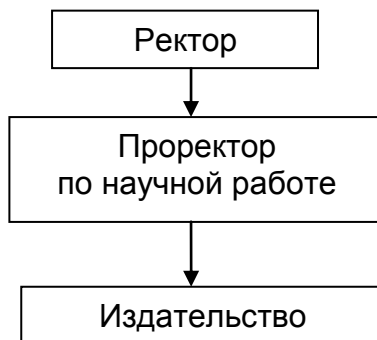 Ректор
Проректор
по научной работе
Издательство